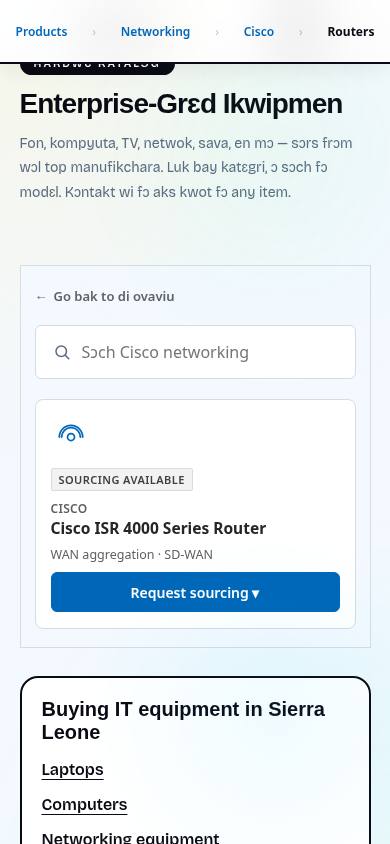 Products › Networking › Cisco › Routers
Enterprise-Grɛd Ikwipmen
Fon, kompyuta, TV, netwok, sava, en mɔ — sɔrs frɔm
wɔl top manufikchara. Luk bay katɛgri, ɔ sɔch fɔ
modɛl. Kɔntakt wi fɔ aks kwot fɔ any item.
← Go bak to di ovaviu
Sɔch Cisco networking
SOURCING AVAILABLE
CISCO
Cisco ISR 4000 Series Router
WAN aggregation · SD-WAN
Request sourcing ▾
Buying IT equipment in Sierra
Leone
Laptops
Computers
Networking equipment